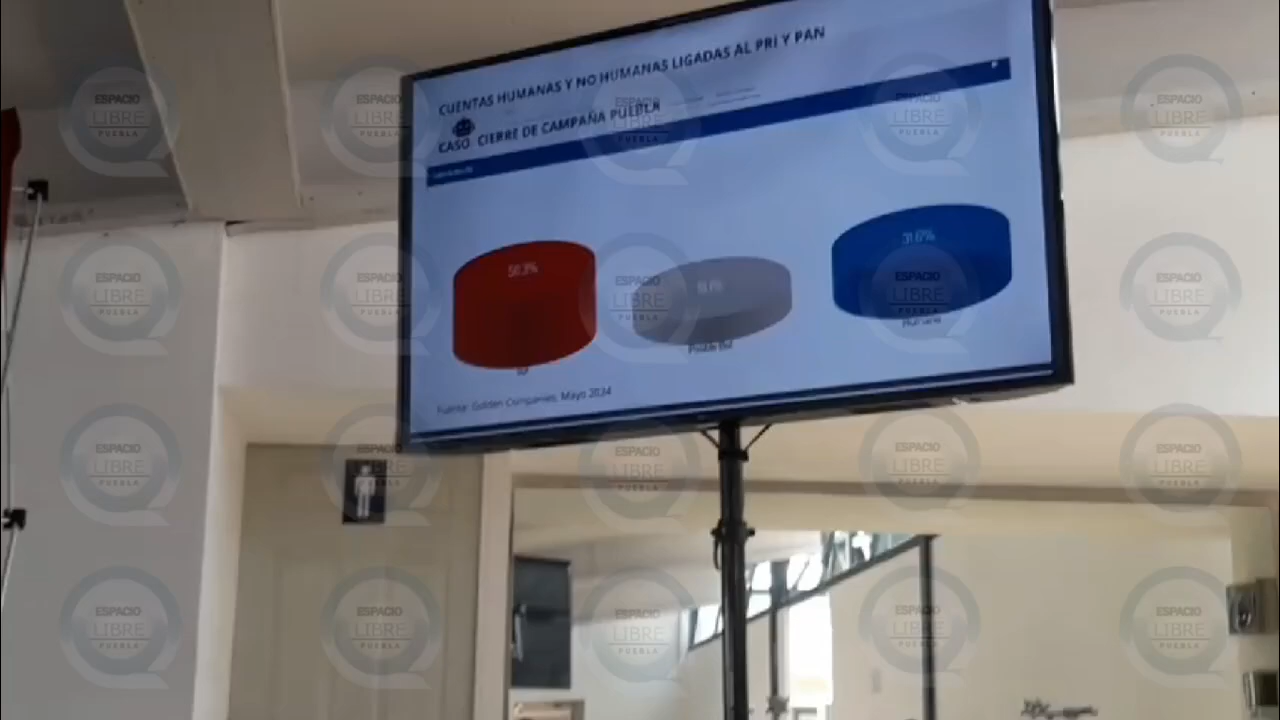 CUENTAS HUMANAS Y NO HUMANAS LIGADAS AL PRI Y PAN
CASO: CIERRE DE CAMPAÑA PUEBLA
50.3%
31.6%
Humano
Fuente: Golden Companies, Mayo 2024
ESPACIO
LIBRE
PUEBLA